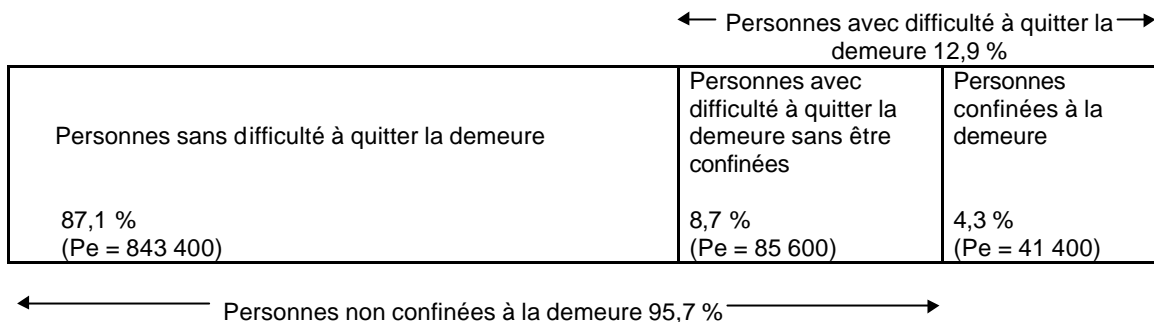 Personnes avec difficulté à quitter la
demeure 12,9 %
Personnes sans difficulté à quitter la demeure
87,1 %
(Pe = 843 400)
Personnes avec
difficulté à quitter la
demeure sans être
confinées
8,7 %
(Pe = 85 600)
Personnes
confinées à la
demeure
4,3 %
(Pe = 41 400)
Personnes non confinées à la demeure 95,7 %